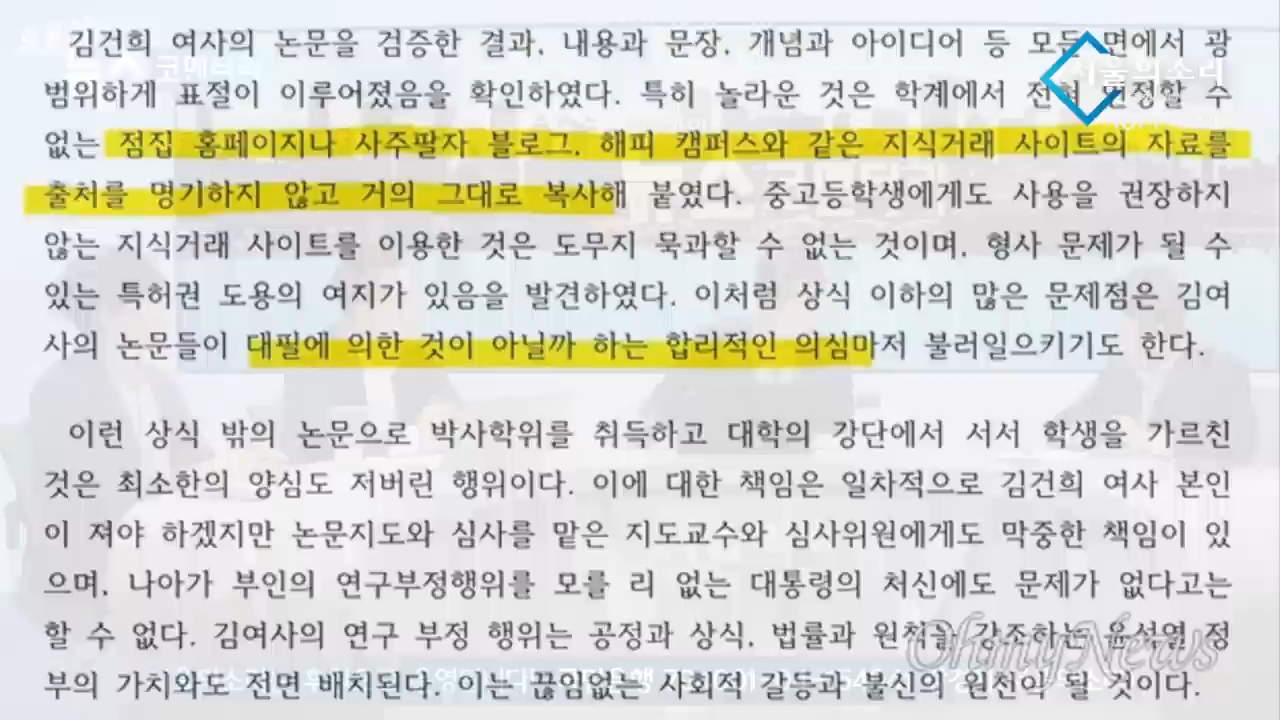 김건희 여사의 논문을 검증한 결과, 내용과 문장, 개념과 아이디어 등 모든 면에서 광
범위하게 표절이 이루어졌음을 확인하였다. 특히 놀라운 것은 학계에서 전혀 인정할 수
없는 점집 홈페이지나 사주팔자 블로그, 해피 캠퍼스와 같은 지식거래 사이트의 자료를
출처를 명기하지 않고 거의 그대로 복사해 붙였다. 중고등학생에게도 사용을 권장하지
않는 지식거래 사이트를 이용한 것은 도무지 묵과할 수 없는 것이며, 형사 문제가 될 수
있는 특허권 도용의 여지가 있음을 발견하였다. 이처럼 상식 이하의 많은 문제점은 김여
사의 논문들이 대필에 의한 것이 아닐까 하는 합리적인 의심마저 불러일으키기도 한다.
이런 상식 밖의 논문으로 박사학위를 취득하고 대학의 강단에서 서서 학생을 가르친
것은 최소한의 양심도 저버린 행위이다. 이에 대한 책임은 일차적으로 김건희 여사 본인
이 져야 하겠지만 논문지도와 심사를 맡은 지도교수와 심사위원에게도 막중한 책임이 있
으며, 나아가 부인의 연구부정행위를 모를 리 없는 대통령의 처신에도 문제가 없다고는
할 수 없다. 김여사의 연구 부정 행위는 공정과 상식, 법률과 원칙을 강조하는 윤석열 정
부의 가치와도 전면 배치된다. 이는 끊임없는 사회적 갈등과 불신의 원천이 될 것이다.
서울의소리
OhmyNews